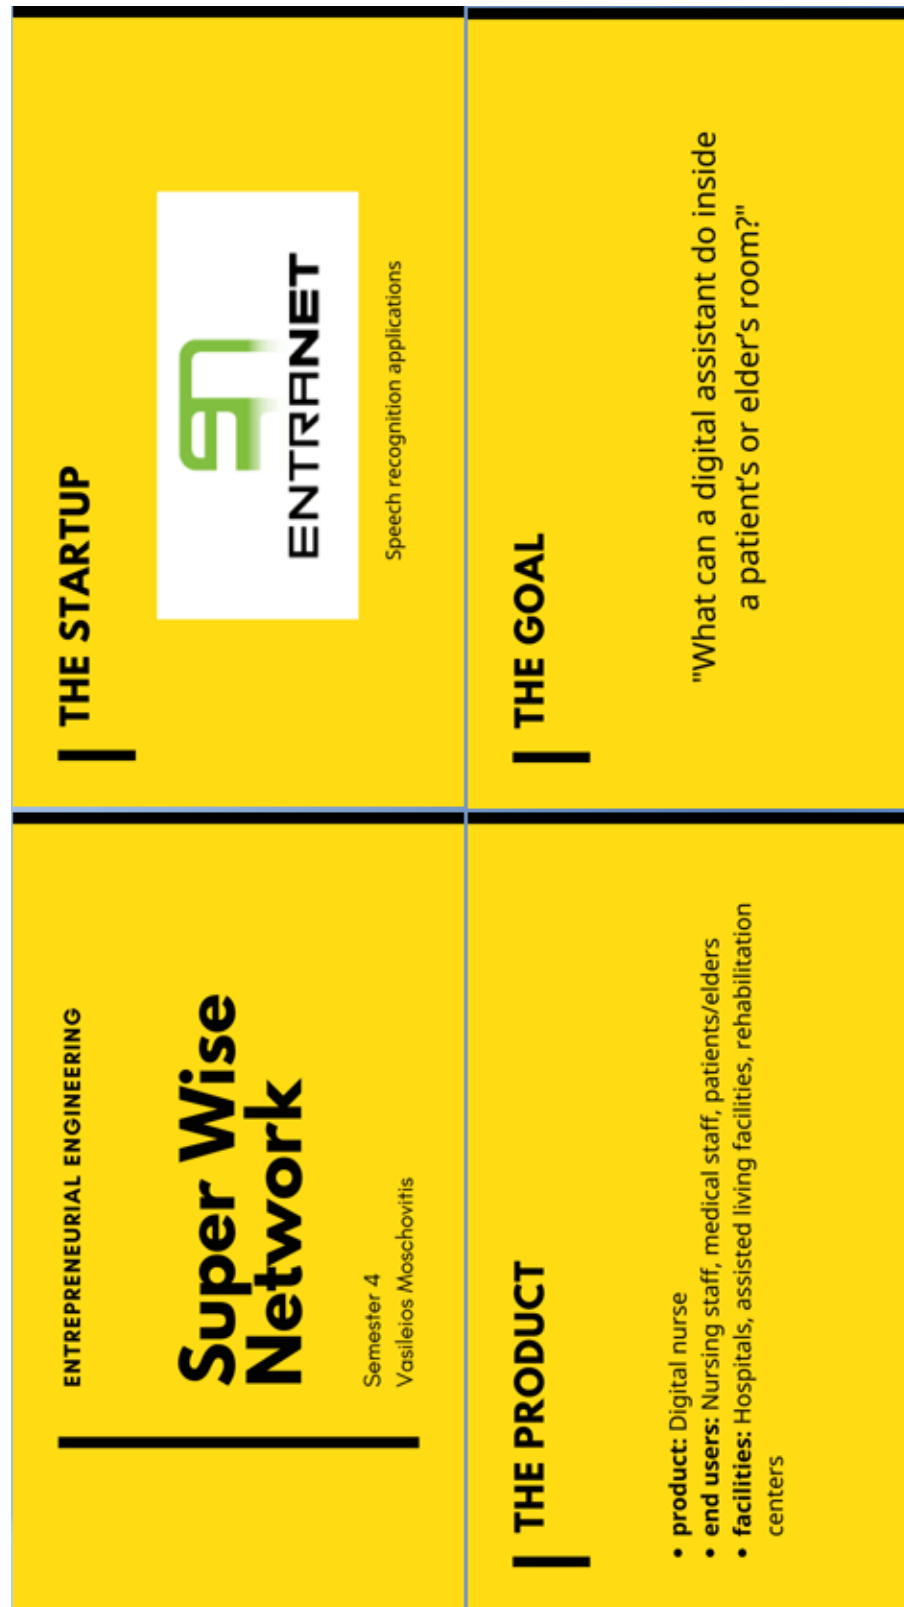 ENTREPRENEURIAL ENGINEERING
Super Wise
Network
Semester 4
Vasileios Moschovitis
THE STARTUP
en
ENTRANET
Speech recognition applications
THE PRODUCT
• product: Digital nurse
• end users: Nursing staff, medical staff, patients/elders
• facilities: Hospitals, assisted living facilities, rehabilitation
centers
THE GOAL
"What can a digital assistant do inside
a patient's or elder's room?"